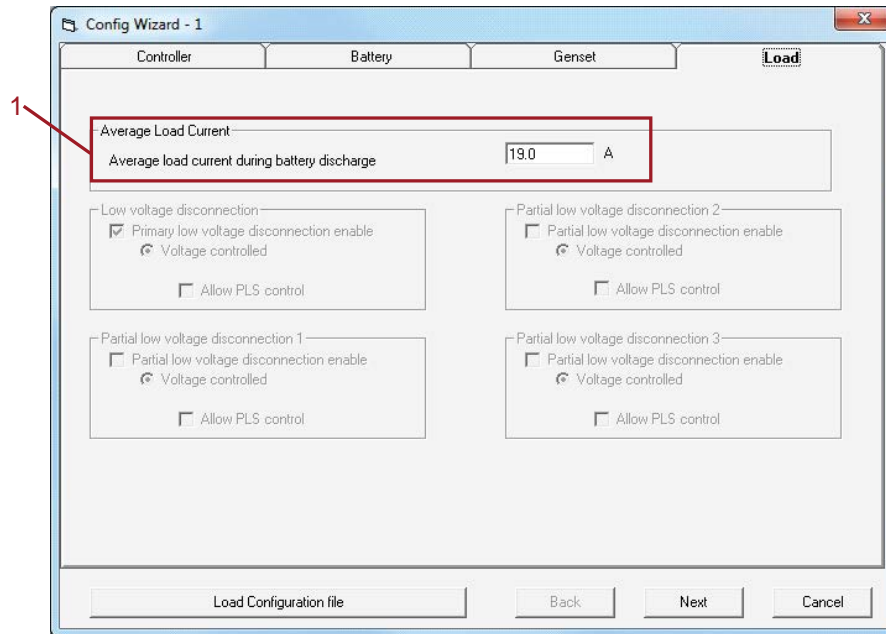 Config Wizard - 1
Controller
Battery
Genset
Load
1
Average Load Current
Average load current during battery discharge
19.0
A
Low voltage disconnection
Primary low voltage disconnection enable
Voltage controlled
Allow PLS control
Partial low voltage disconnection 2
Partial low voltage disconnection enable
Voltage controlled
Allow PLS control
Partial low voltage disconnection 1
Partial low voltage disconnection enable
Voltage controlled
Allow PLS control
Partial low voltage disconnection 3
Partial low voltage disconnection enable
Voltage controlled
Allow PLS control
Load Configuration file
Back
Next
Cancel